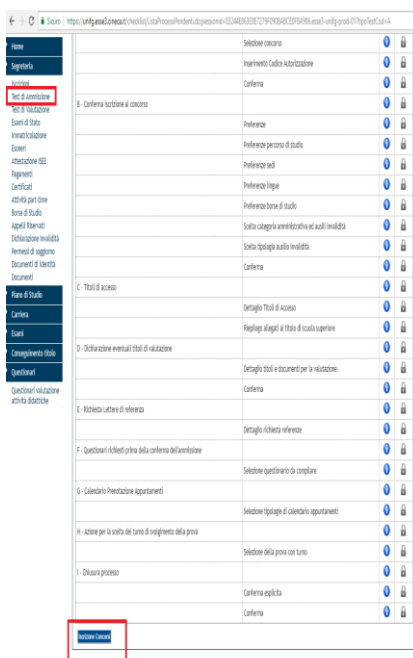 Sicuro
https://unifg.esse3.cineca.it/checklist/ListaProcessiPendenti.do;jsessionid=
Home
Segreteria
Iscrizioni
Test di Ammissione
Test di Valutazione
Esami di Stato
Immatricolazione
Esoneri
Attestazione ISEE
Pagamenti
Certificati
Attività part-time
Borse di Studio
Appelli Riservati
Dichiarazione Invalidità
Permessi di soggiorno
Documenti di identità
Documenti
Piano di Studio
Carriera
Esami
Conseguimento titolo
Questionari
Questionari valutazione
attività didattiche
Selezione concorso
Inserimento Codice Autorizzazione
Conferma
B - Conferma iscrizione al concorso
Preferenze
Preferenze percorso di studio
Preferenze sedi
Preferenze lingue
Preferenze borse di studio
Scelta categoria amministrativa ed ausili invalidità
Scelta tipologia ausilio invalidità
Conferma
C - Titoli di accesso
Dettaglio Titoli di Accesso
Riepilogo allegati al titolo di scuola superiore
D - Dichiarazione eventuali titoli di valutazione
Dettaglio titoli e documenti per la valutazione
Conferma
E - Richiesta Lettere di referenza
Dettaglio richiesta referenze
F - Questionari richiesti prima della conferma dell'ammissione
Selezione questionario da compilare
G - Calendario Prenotazione Appuntamenti
Selezione tipologie di calendario appuntamenti
H - Azione per la scelta del turno di svolgimento della prova
Selezione della prova con turno
I - Chiusura processo
Conferma esplicita
Conferma
Iscrizione Concorsi